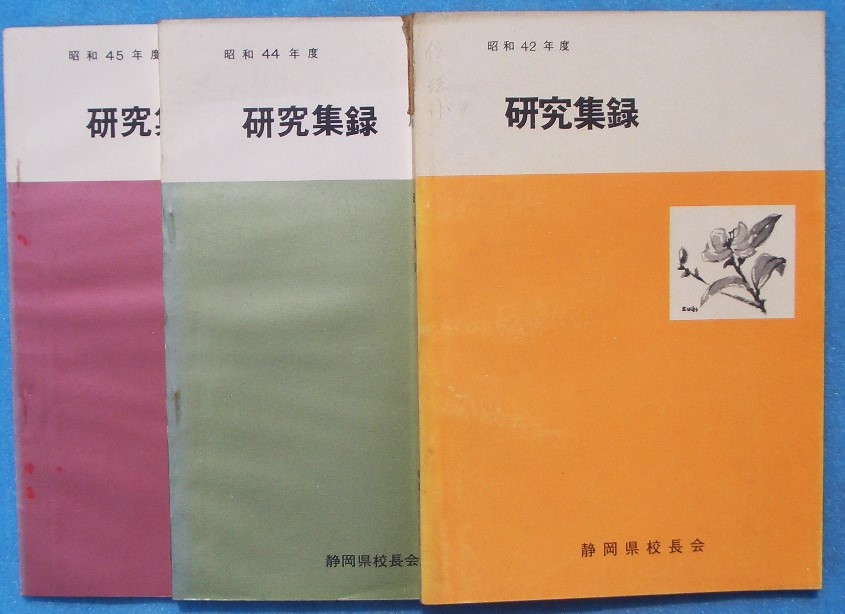 昭和45年度
研究
昭和44年度
研究集録
静岡県校長会
昭和42年度
研究集録
静岡県校長会